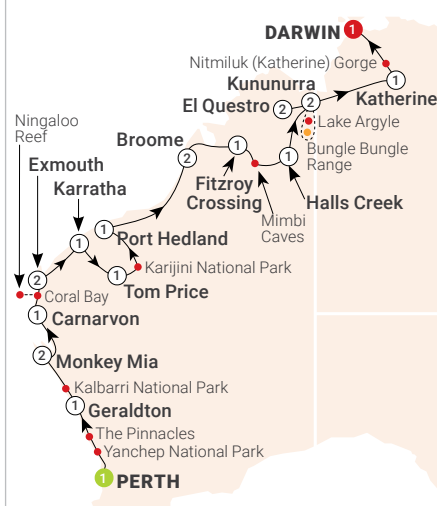 DARWIN 1
Nitmiluk (Katherine) Gorge
1
Katherine
Kununurra
2
El Questro 2
Lake Argyle
Bungle Bungle
Range
Ningaloo
Reef
Broome
2
1
1
Exmouth
Karratha
Fitzroy
Crossing
Halls Creek
Mimbi
Caves
1
1
Port Hedland
Karijini National Park
1
Tom Price
2
Coral Bay
1
Carnarvon
2
Monkey Mia
Kalbarri National Park
1
Geraldton
The Pinnacles
Yanchep National Park
1 PERTH